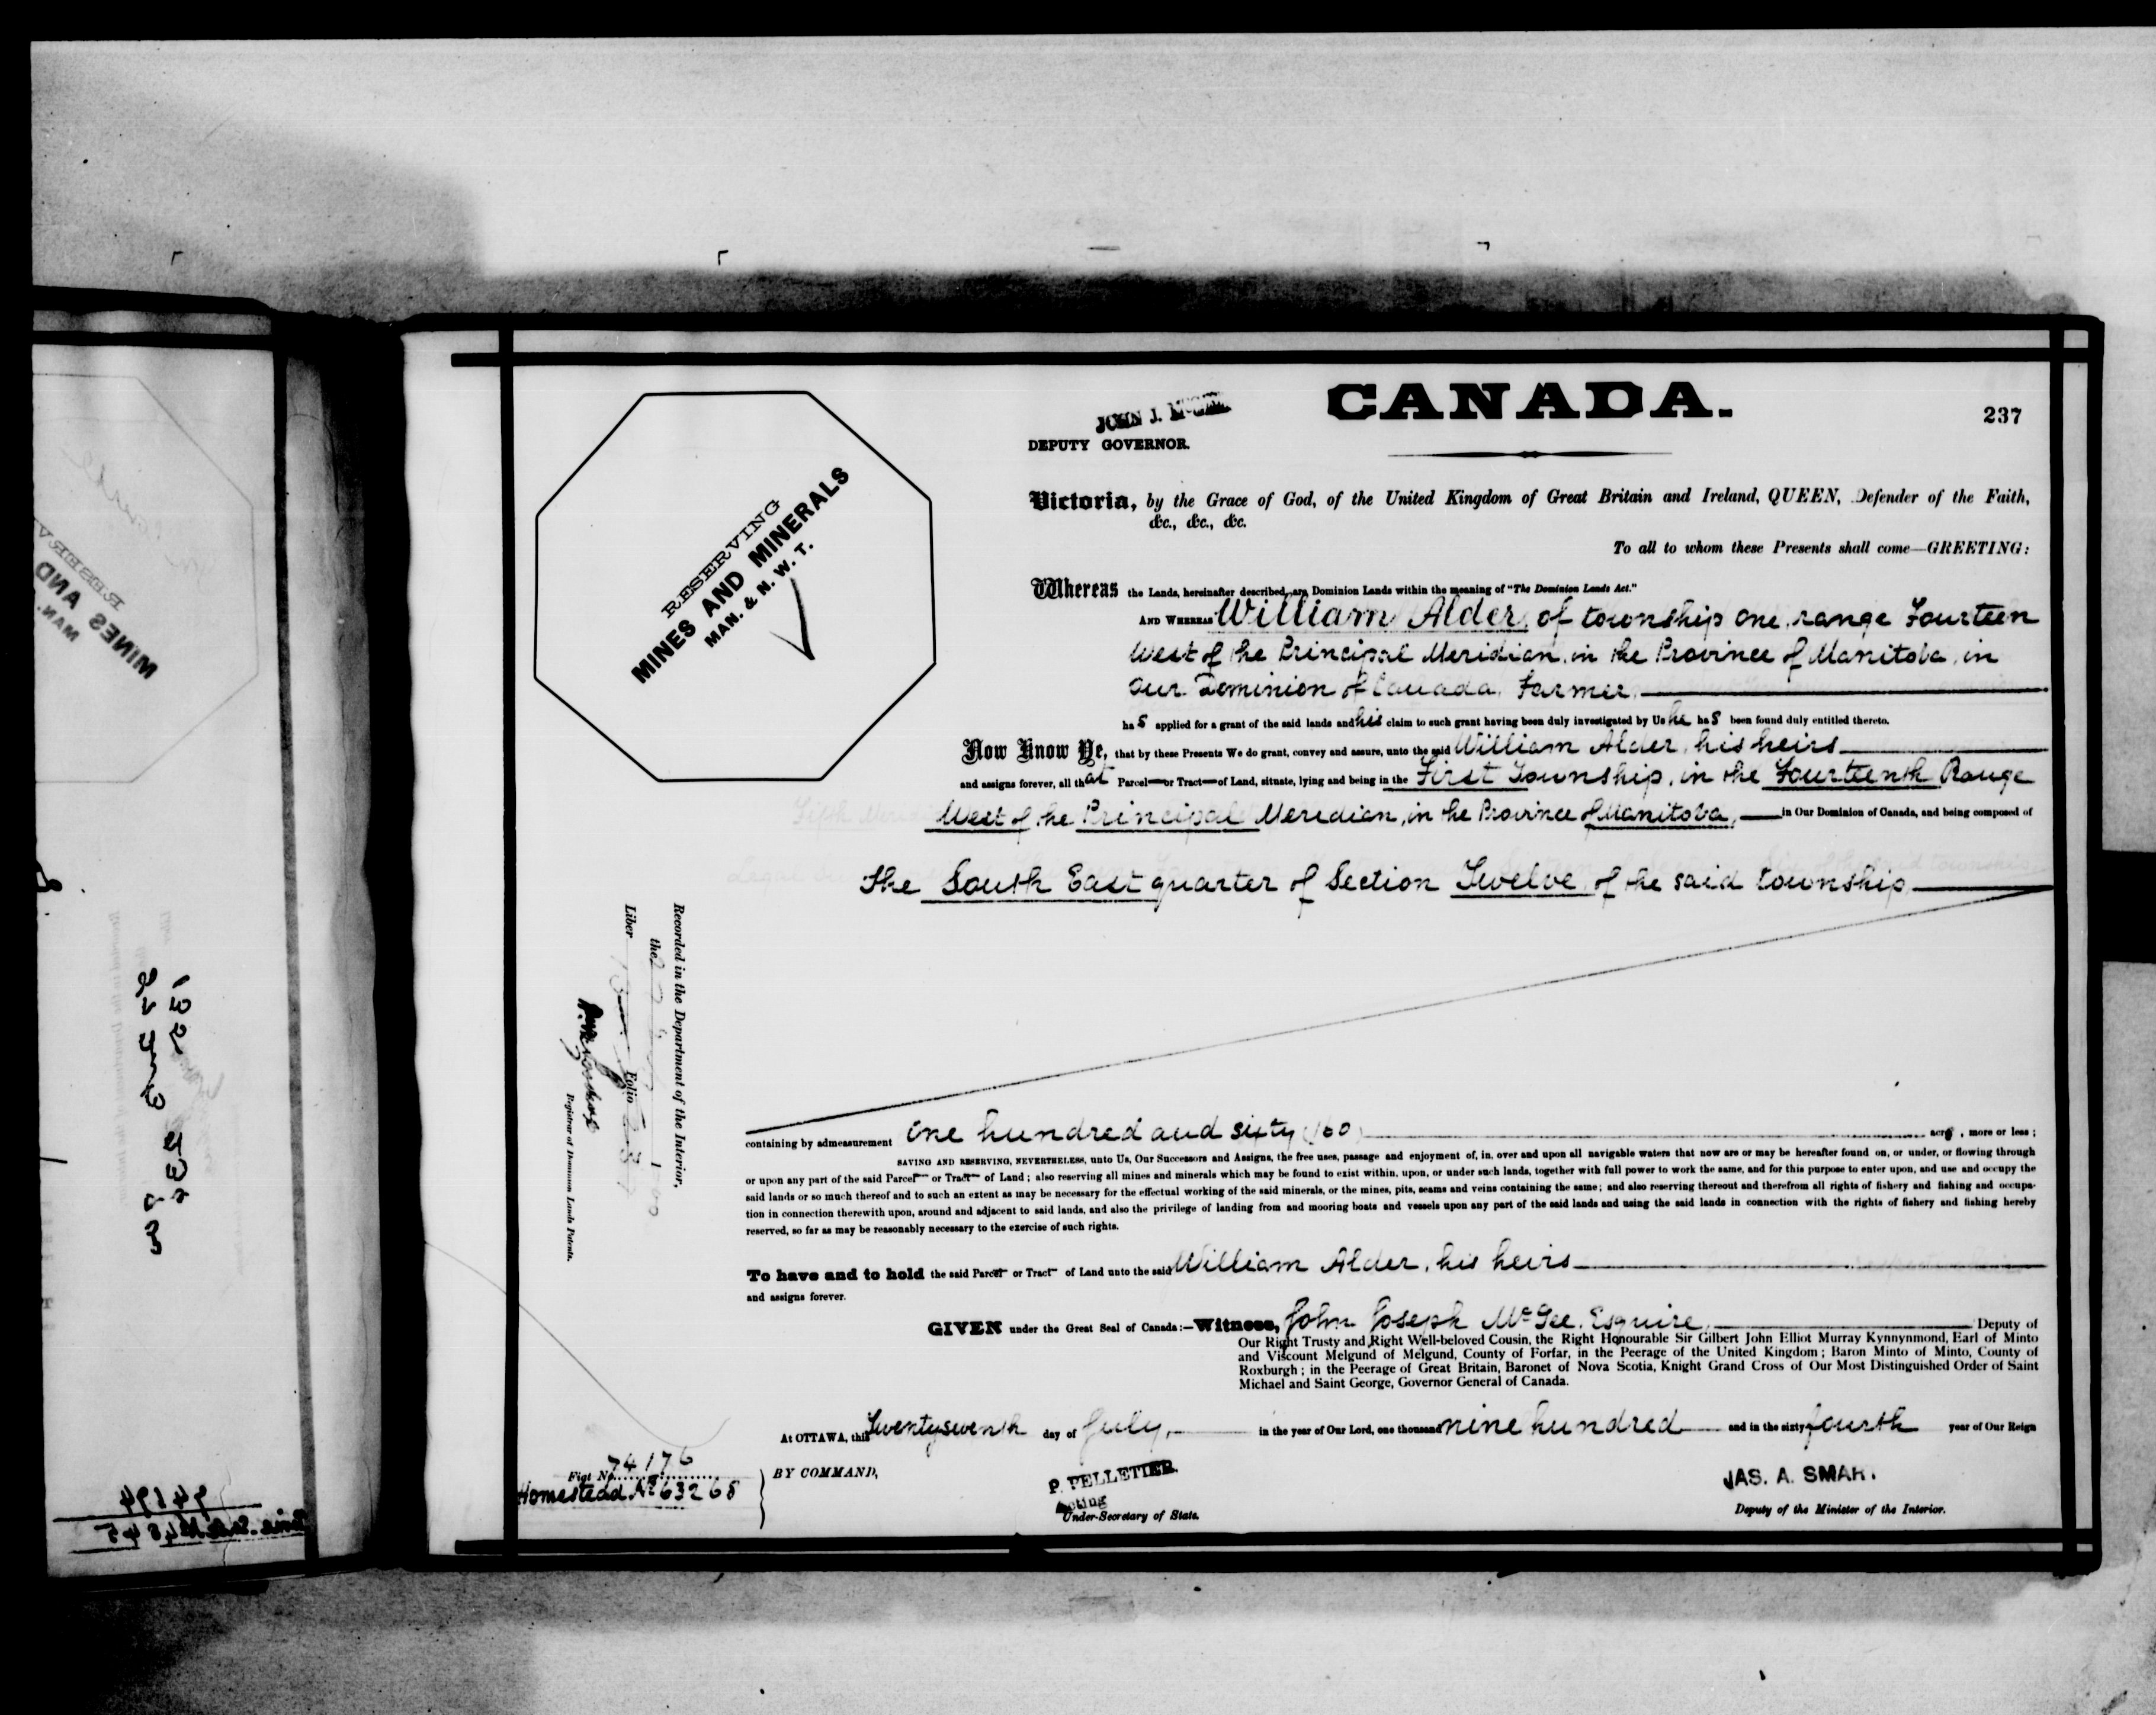 CANADA.
237
JOHN J. McGEE
DEPUTY GOVERNOR.
RESERVING
MINES AND MINERALS
MAN. & N. W. T.
Victoria, by the Grace of God, of the United Kingdom of Great Britain and Ireland, QUEEN, Defender of the Faith,
&c., &c., &c.
To all to whom these Presents shall come—GREETING:
Whereas the Lands, hereinafter described, are Dominion Lands within the meaning of "The Dominion Lands Act."
AND WHEREAS William Alder, of township one, range Fourteen
West of the Principal Meridian, in the Province of Manitoba, in
Our Dominion of Canada, Farmer,
has applied for a grant of the said lands and his claim to such grant having been duly investigated by Us he has been found duly entitled thereto.
Now Know Ye, that by these Presents We do grant, convey and assure, unto the said William Alder, his heirs
and assigns forever, all that Parcel or Tract of Land, situate, lying and being in the First Township, in the Fourteenth Range
West of the Principal Meridian, in the Province of Manitoba, in Our Dominion of Canada, and being composed of
the South East quarter of Section Twelve of the said township,
containing by admeasurement one hundred and sixty (160) acres, more or less;
SAVING AND RESERVING, NEVERTHELESS, unto Us, Our Successors and Assigns, the free uses, passage and enjoyment of, in, over and upon all navigable waters that now are or may be hereafter found on, or under, or flowing through
or upon any part of the said Parcel or Tract of Land; also reserving all mines and minerals which may be found to exist within, upon, or under such lands, together with full power to work the same, and for this purpose to enter upon, and use and occupy the
said lands or so much thereof and to such an extent as may be necessary for the effectual working of the said minerals, or the mines, pits, seams and veins containing the same; and also reserving thereout and therefrom all rights of fishery and fishing and occupa-
tion in connection therewith upon, around and adjacent to said lands, and also the privilege of landing from and mooring boats and vessels upon any part of the said lands and using the said lands in connection with the rights of fishery and fishing hereby
reserved, so far as may be reasonably necessary to the exercise of such rights.
To have and to hold the said Parcel or Tract of Land unto the said William Alder, his heirs
and assigns forever.
GIVEN under the Great Seal of Canada:—Witness, John Joseph McGee, Esquire, Deputy of
Our Right Trusty and Right Well-beloved Cousin, the Right Honourable Sir Gilbert John Elliot Murray Kynnynmond, Earl of Minto
and Viscount Melgund of Melgund, County of Forfar, in the Peerage of the United Kingdom; Baron Minto of Minto, County of
Roxburgh; in the Peerage of Great Britain, Baronet of Nova Scotia, Knight Grand Cross of Our Most Distinguished Order of Saint
Michael and Saint George, Governor General of Canada.
At OTTAWA, this Twentyseventh day of July, in the year of Our Lord, one thousand nine hundred and in the sixty fourth year of Our Reign
BY COMMAND,
P. PELLETIER.
Acting
Under-Secretary of State.
JAS. A. SMART.
Deputy of the Minister of the Interior.
Fiat No. 74176
Homestead No 63268
Recorded in the Department of the Interior,
the
Liber Folio 237
Registrar of Dominion Lands Patents.
RESERV
MINES AND
MAN.
94194
4845